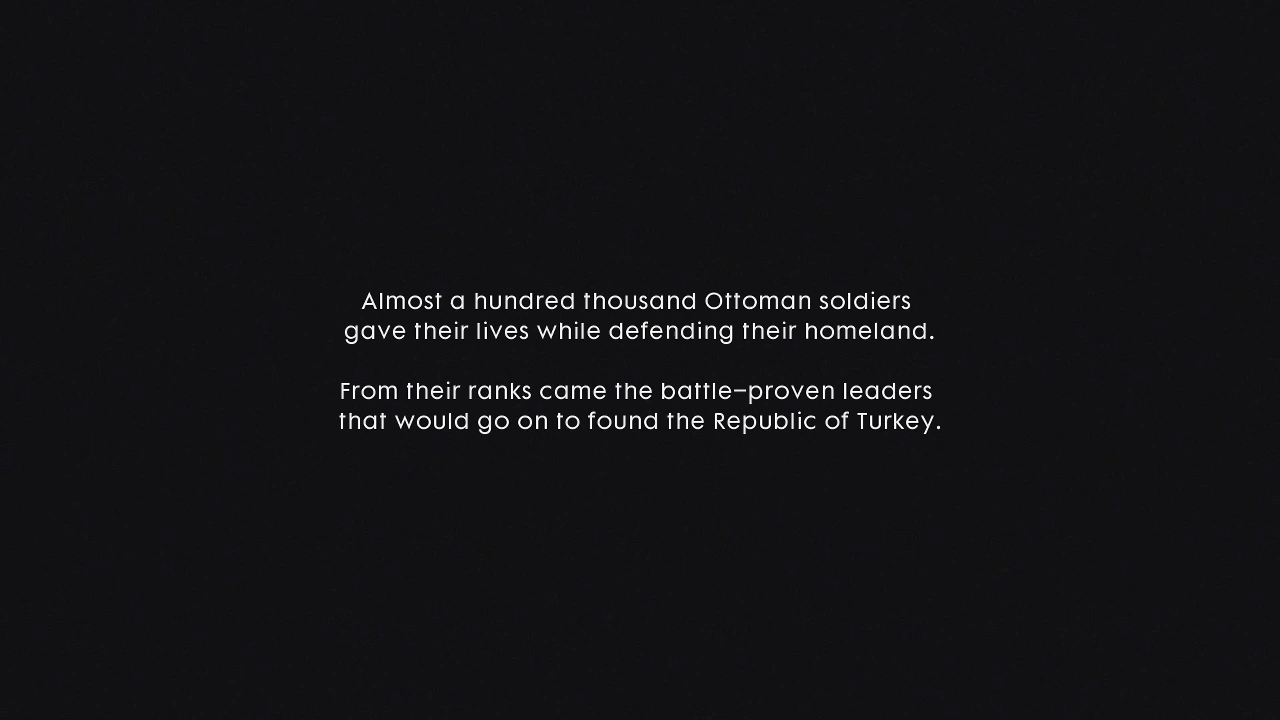 Almost a hundred thousand Ottoman soldiers
gave their lives while defending their homeland.
From their ranks came the battle–proven leaders
that would go on to found the Republic of Turkey.